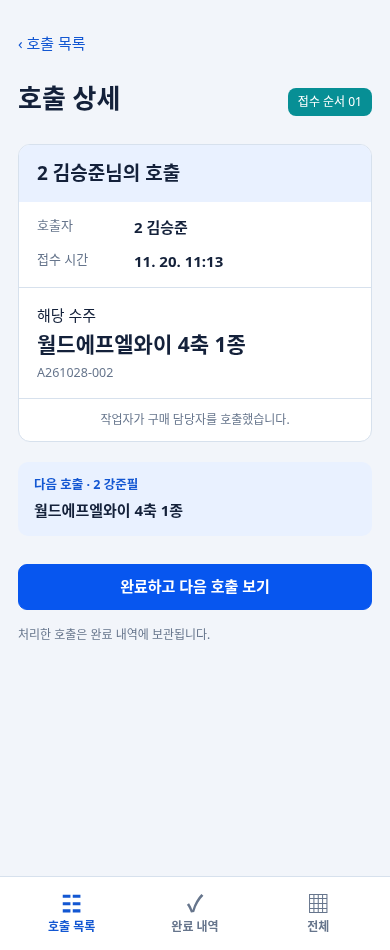 ‹ 호출 목록
호출 상세
접수 순서 01
2 김승준님의 호출
호출자 2 김승준
접수 시간 11. 20. 11:13
해당 수주
월드에프엘와이 4축 1종
A261028-002
작업자가 구매 담당자를 호출했습니다.
다음 호출 · 2 강준필
월드에프엘와이 4축 1종
완료하고 다음 호출 보기
처리한 호출은 완료 내역에 보관됩니다.
호출 목록 완료 내역 전체